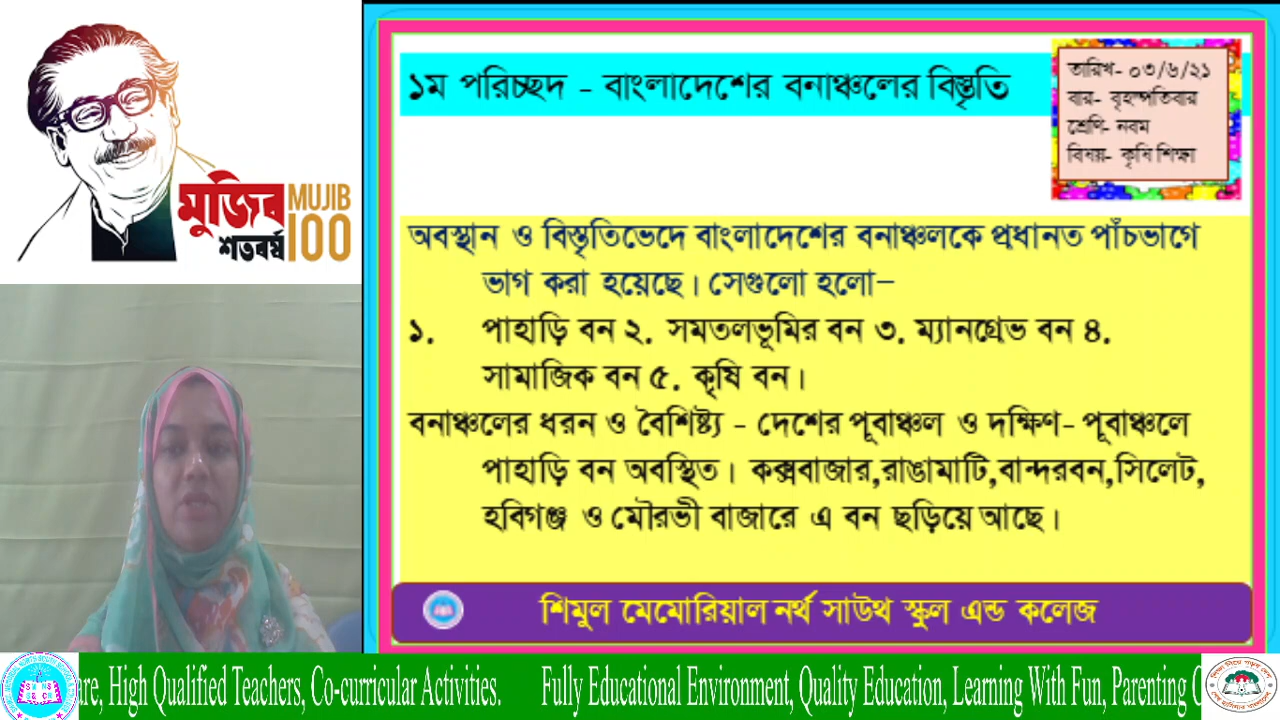 মুজিব
শতবর্ষ
MUJIB
100
১ম পরিচ্ছদ - বাংলাদেশের বনাঞ্চলের বিস্তৃতি
তারিখ- ০৩/৬/২১
বার- বৃহস্পতিবার
শ্রেণি- নবম
বিষয়- কৃষি শিক্ষা
অবস্থান ও বিস্তৃতিভেদে বাংলাদেশের বনাঞ্চলকে প্রধানত পাঁচভাগে
ভাগ করা হয়েছে। সেগুলো হলো–
১. পাহাড়ি বন ২. সমতলভূমির বন ৩. ম্যানগ্রেভ বন ৪.
সামাজিক বন ৫. কৃষি বন।
বনাঞ্চলের ধরন ও বৈশিষ্ট্য - দেশের পূবাঞ্চল ও দক্ষিণ- পূবাঞ্চলে
পাহাড়ি বন অবস্থিত। কক্সবাজার,রাঙামাটি,বান্দরবন,সিলেট,
হবিগঞ্জ ও মৌরভী বাজারে এ বন ছড়িয়ে আছে।
শিমুল মেমোরিয়াল নর্থ সাউথ স্কুল এন্ড কলেজ
are, High Qualified Teachers, Co-curricular Activities. Fully Educational Environment, Quality Education, Learning With Fun, Parenting C